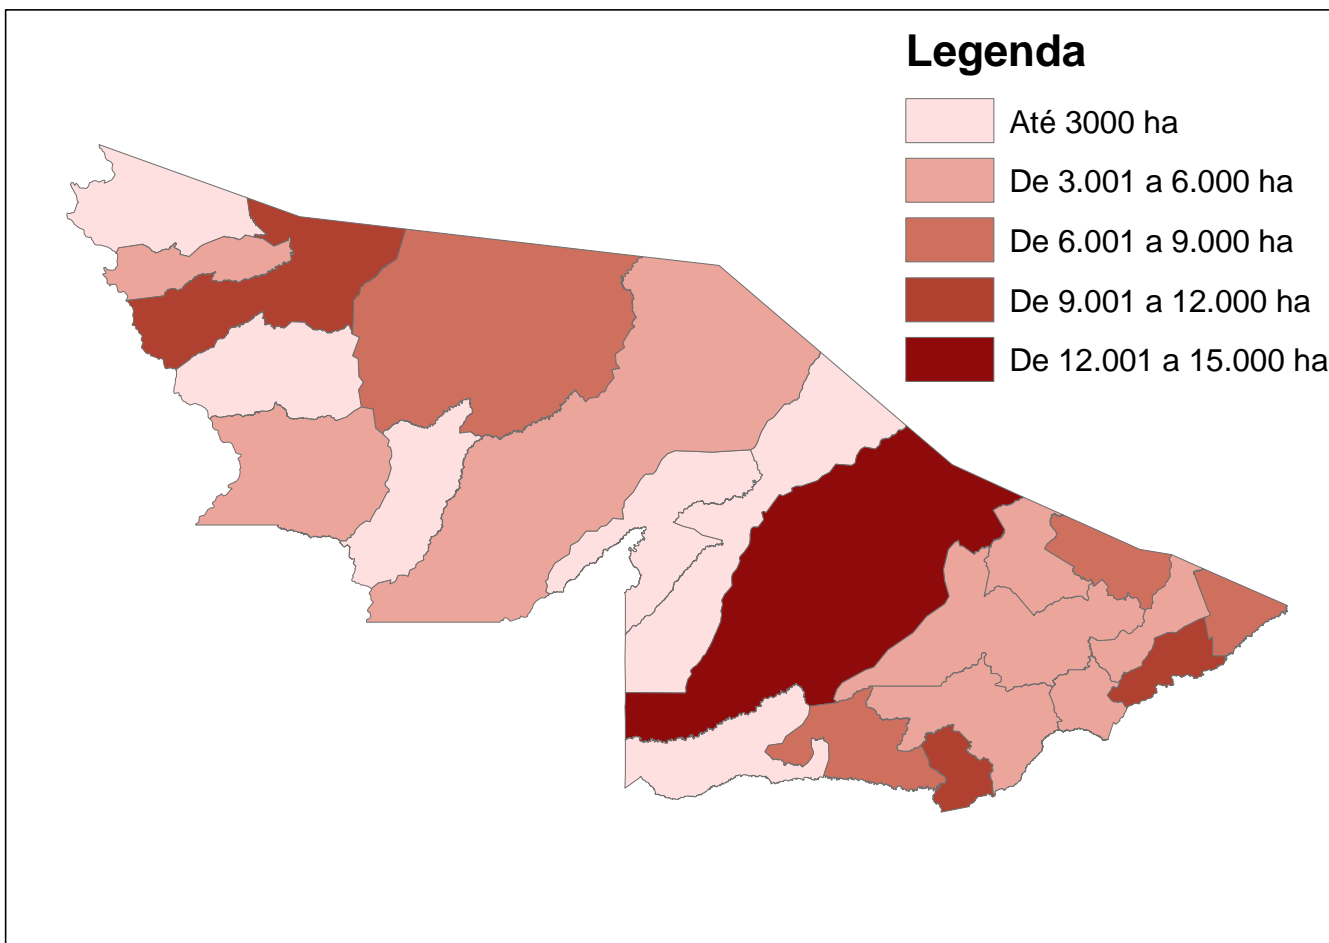 Legenda
Até 3000 ha
De 3.001 a 6.000 ha
De 6.001 a 9.000 ha
De 9.001 a 12.000 ha
De 12.001 a 15.000 ha